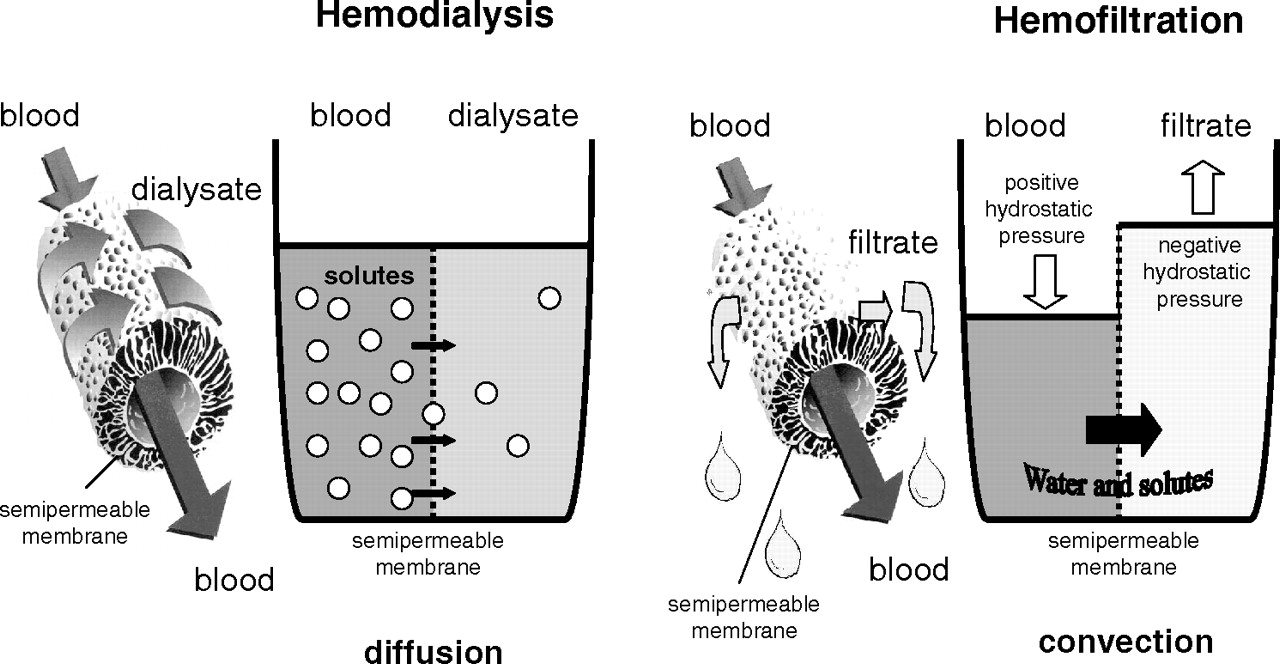 Hemodialysis
blood
dialysate
blood
dialysate
solutes
semipermeable
membrane
blood
semipermeable
membrane
diffusion
Hemofiltration
blood
filtrate
blood
filtrate
positive
hydrostatic
pressure
negative
hydrostatic
pressure
Water and solutes
semipermeable
membrane
blood
semipermeable
membrane
convection